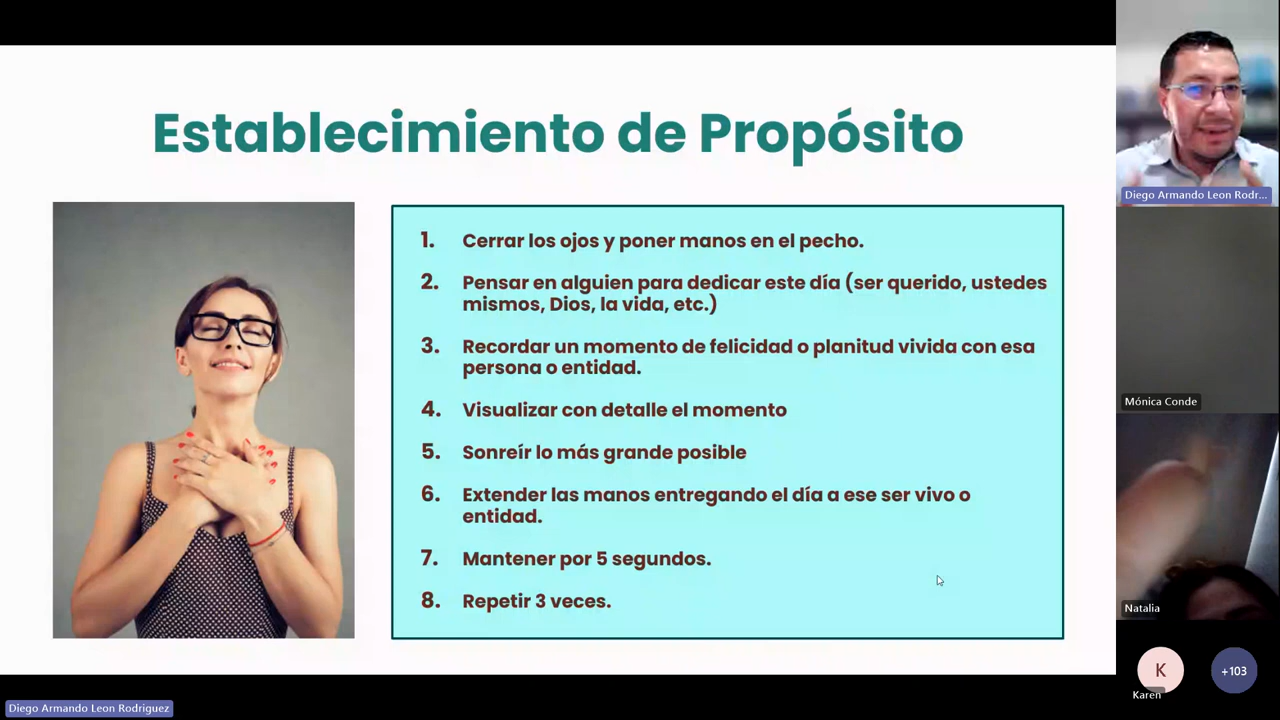 Establecimiento de Propósito
1. Cerrar los ojos y poner manos en el pecho.
2. Pensar en alguien para dedicar este día (ser querido, ustedes
mismos, Dios, la vida, etc.)
3. Recordar un momento de felicidad o planitud vivida con esa
persona o entidad.
4. Visualizar con detalle el momento
5. Sonreír lo más grande posible
6. Extender las manos entregando el día a ese ser vivo o
entidad.
7. Mantener por 5 segundos.
8. Repetir 3 veces.
Diego Armando Leon Rodr...
Mónica Conde
Natalia
K
Karen
+103
Diego Armando Leon Rodriguez